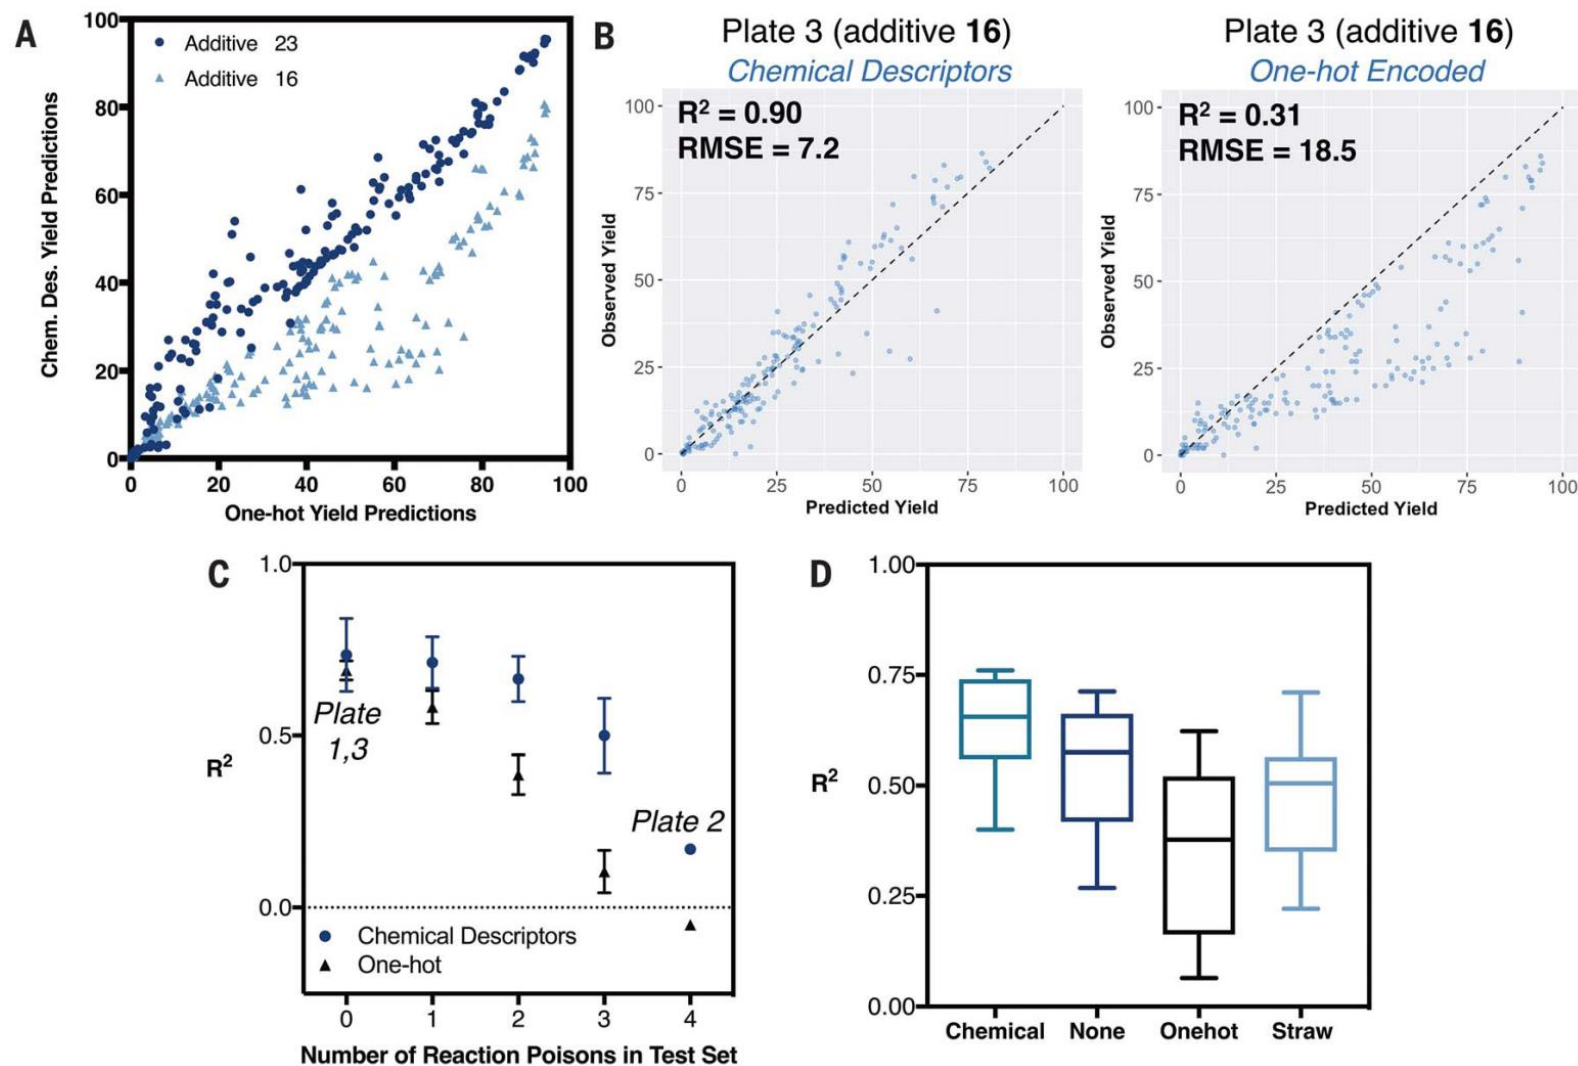 A
100
80
60
40
20
0
Chem. Des. Yield Predictions
Additive 23
Additive 16
0 20 40 60 80 100
One-hot Yield Predictions
B
Plate 3 (additive 16)
Chemical Descriptors
R² = 0.90
RMSE = 7.2
100
75
50
25
0
Observed Yield
0 25 50 75 100
Predicted Yield
Plate 3 (additive 16)
One-hot Encoded
R² = 0.31
RMSE = 18.5
100
75
50
25
0
Observed Yield
0 25 50 75 100
Predicted Yield
C
1.0
0.5
0.0
R²
Plate
1,3
Plate 2
Chemical Descriptors
One-hot
0 1 2 3 4
Number of Reaction Poisons in Test Set
D
1.00
0.75
0.50
0.25
0.00
R²
Chemical None Onehot Straw